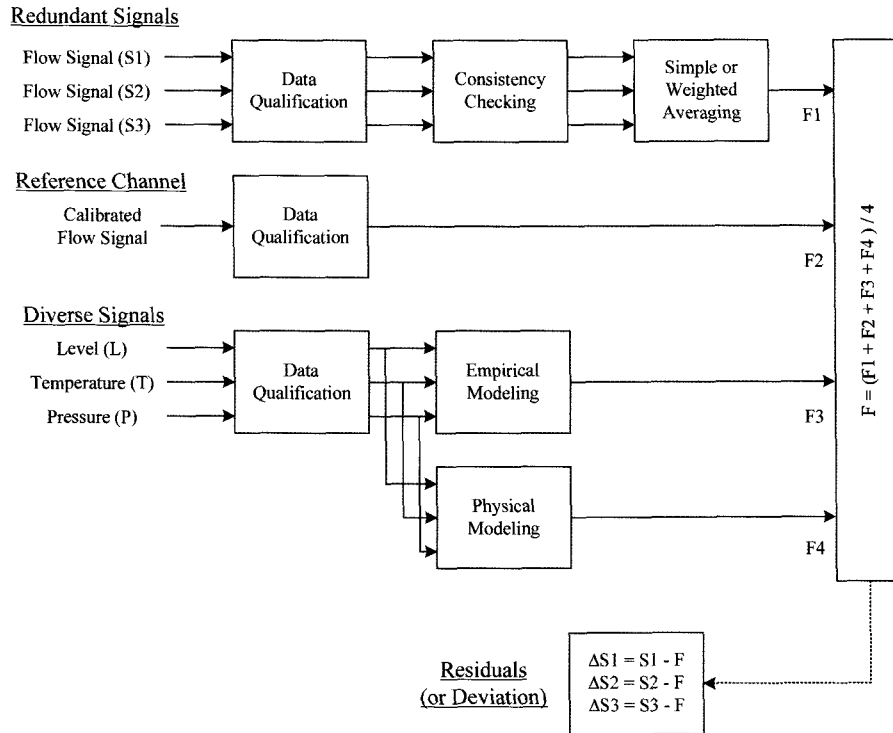 Redundant Signals
Flow Signal (S1)
Flow Signal (S2)
Flow Signal (S3)
Data
Qualification
Consistency
Checking
Simple or
Weighted
Averaging
F1
Reference Channel
Calibrated
Flow Signal
Data
Qualification
F2
Diverse Signals
Level (L)
Temperature (T)
Pressure (P)
Data
Qualification
Empirical
Modeling
F3
Physical
Modeling
F4
F = (F1 + F2 + F3 + F4) / 4
Residuals
(or Deviation)
ΔS1 = S1 - F
ΔS2 = S2 - F
ΔS3 = S3 - F